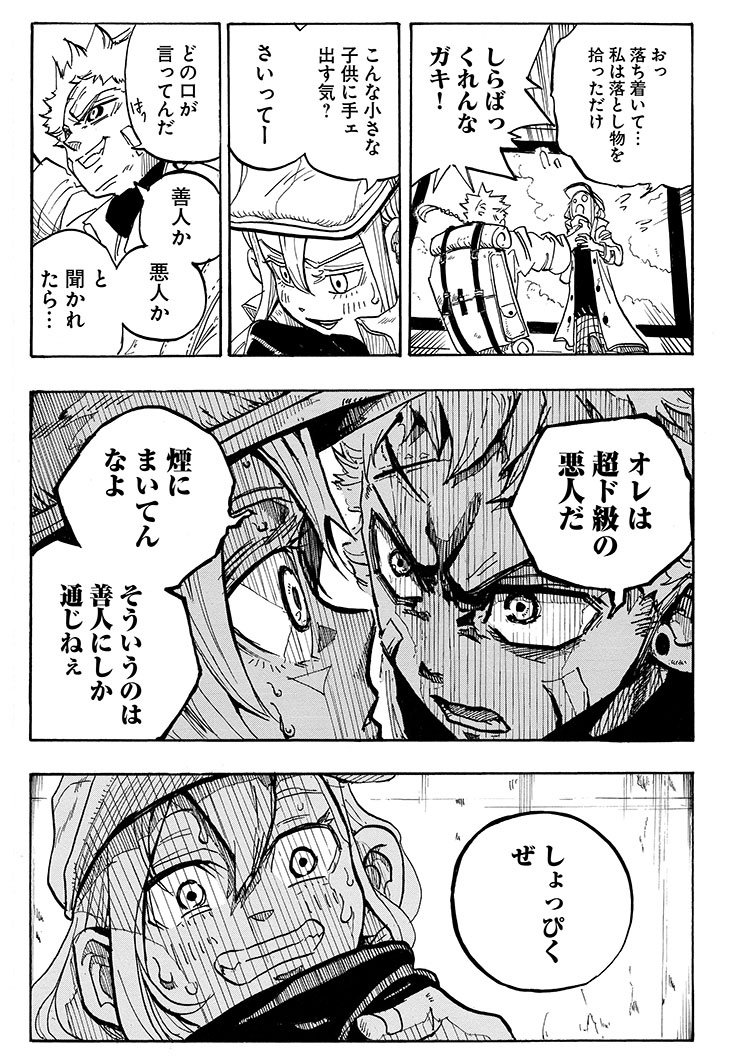 おっ
落ち着いて…
私は落とし物を
拾っただけ
しらばっ
くれんな
ガキ！
こんな小さな
子供に手ェ
出す気？
さいってー
どの口が
言ってんだ
はっ
善人か
悪人か
と
聞かれ
たら…
オレは
超ド級の
悪人だ
煙に
まいてん
なよ
そういうのは
善人にしか
通じねぇ
しょっぴく
ぜ